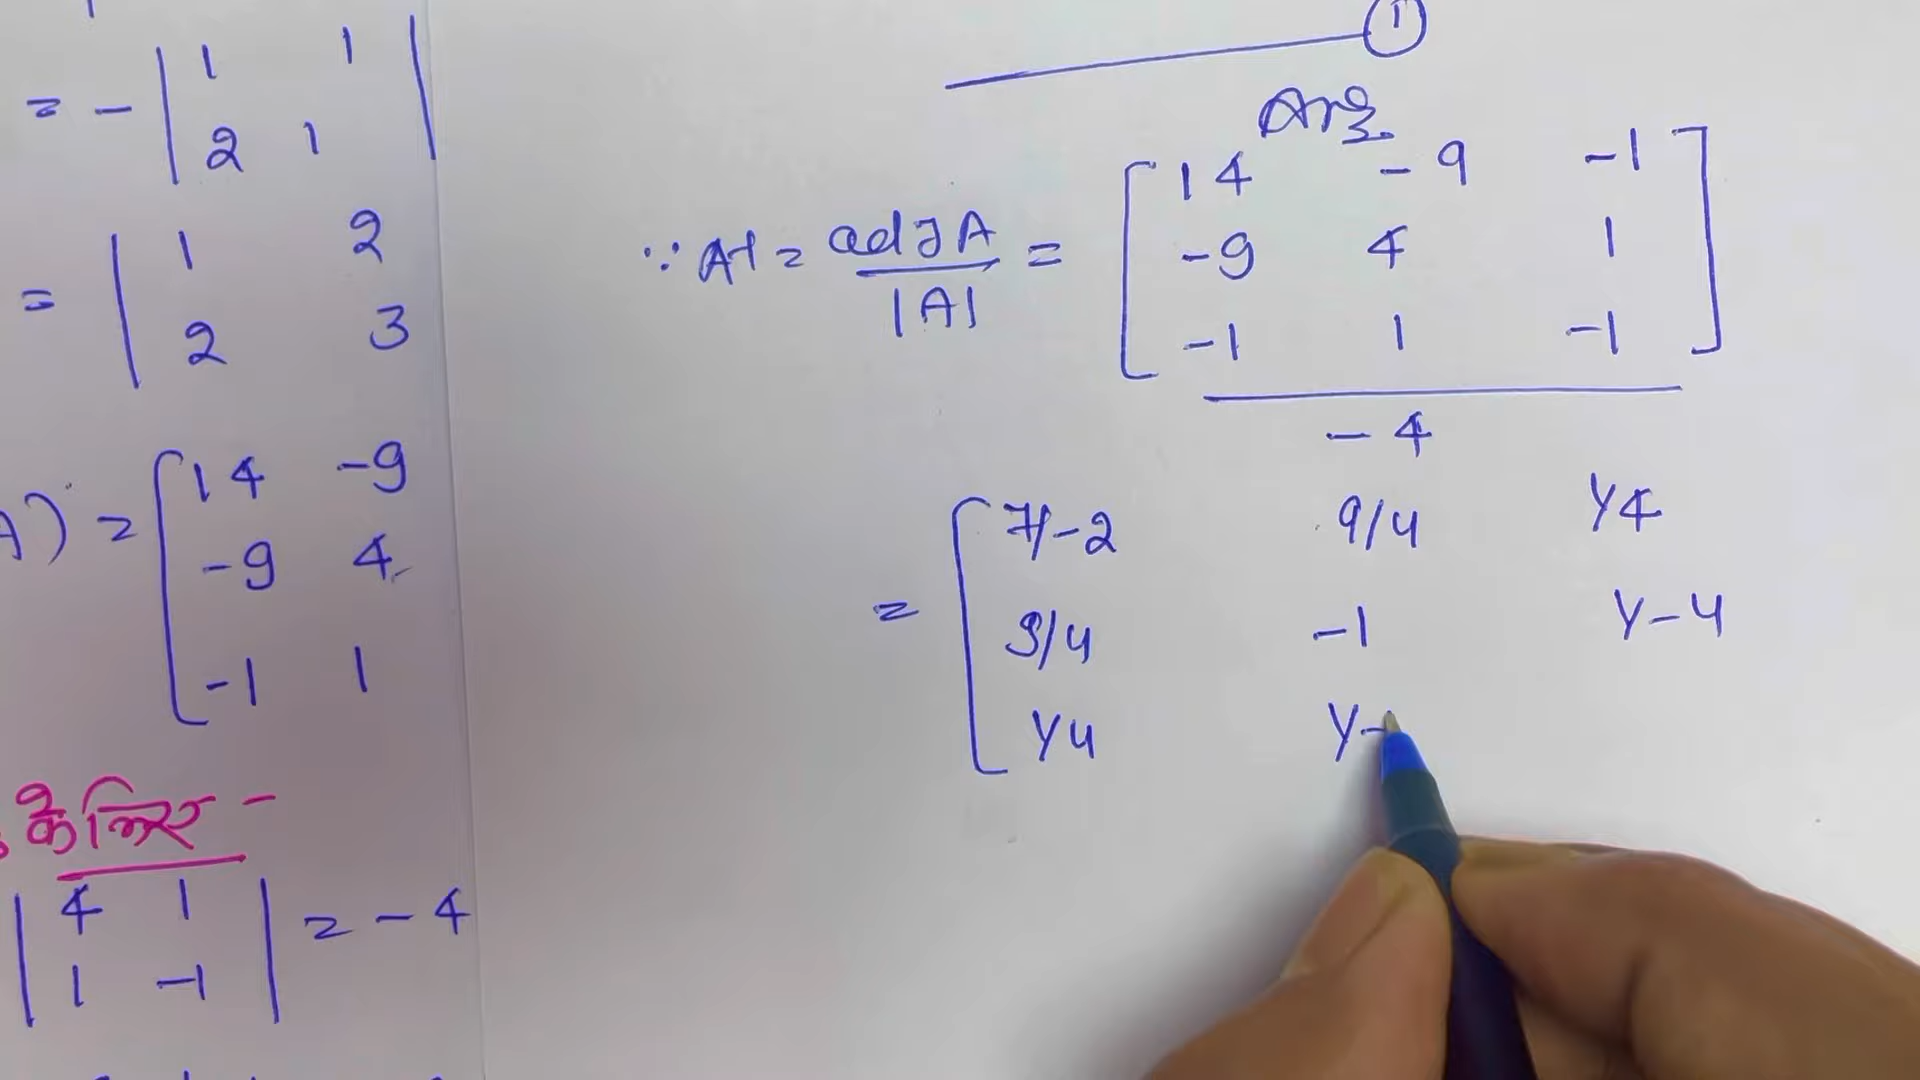 = - | 1 1 |
| 2 1 |
= | 1 2 |
| 2 3 |
A) = [ 14 -9
-9 4
-1 1
के लिए -
| 4 1 | = - 4
| 1 -1 |
1
Ans.
∵ A-1 = adJA / |A| = [ 14 -9 -1 ]
[ -9 4 1 ]
[ -1 1 -1 ]
- 4
= [ 7/-2 9/4 1/4
9/4 -1 1/-4
1/4 1/-